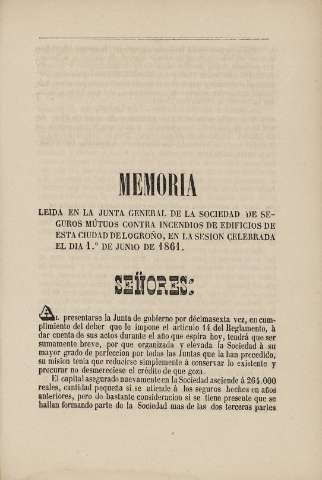 MEMORIA
LEIDA EN LA JUNTA GENERAL DE LA SOCIEDAD DE SE-
GUROS MÚTUOS CONTRA INCENDIOS DE EDIFICIOS DE
ESTA CIUDAD DE LOGROÑO, EN LA SESION CELEBRADA
EL DIA 1.º DE JUNIO DE 1861.
SEÑORES:
Al presentarse la Junta de gobierno por décimasexta vez, en cum-
plimiento del deber que le impone el artículo 14 del Reglamento, à
dar cuenta de sus actos durante el año que espira hoy, tendrá que ser
sumamente breve, por que organizada y elevada la Sociedad á su
mayor grado de perfeccion por todas las Juntas que la han precedido,
su mision tenia que reducirse simplemente à conservar lo existente y
procurar no desmereciese el crédito de que goza.
El capital asegurado nuevamente en la Sociedad asciende á 264.000
reales, cantidad pequeña si se atiende á los seguros hechos en años
anteriores, pero de bastante consideracion si se tiene presente que se
hallan formando parte de la Sociedad mas de las dos terceras partes